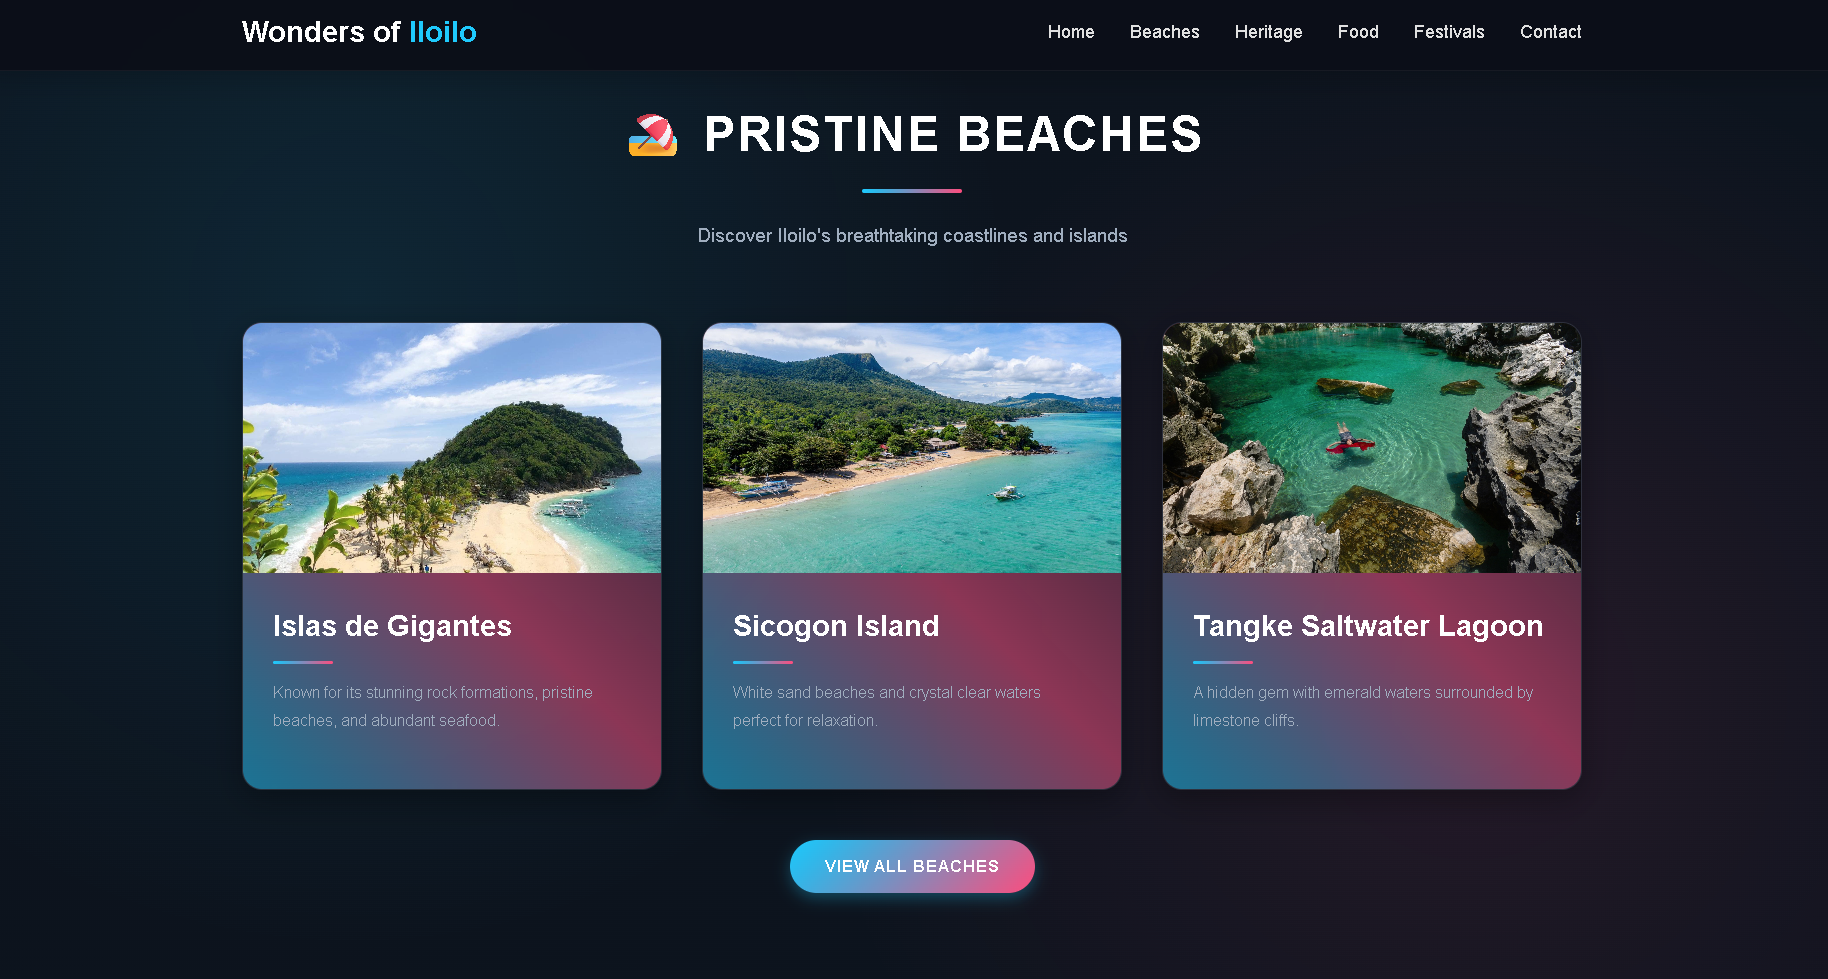 Wonders of Iloilo
Home Beaches Heritage Food Festivals Contact
PRISTINE BEACHES
Discover Iloilo's breathtaking coastlines and islands
Islas de Gigantes
Known for its stunning rock formations, pristine
beaches, and abundant seafood.
Sicogon Island
White sand beaches and crystal clear waters
perfect for relaxation.
Tangke Saltwater Lagoon
A hidden gem with emerald waters surrounded by
limestone cliffs.
VIEW ALL BEACHES